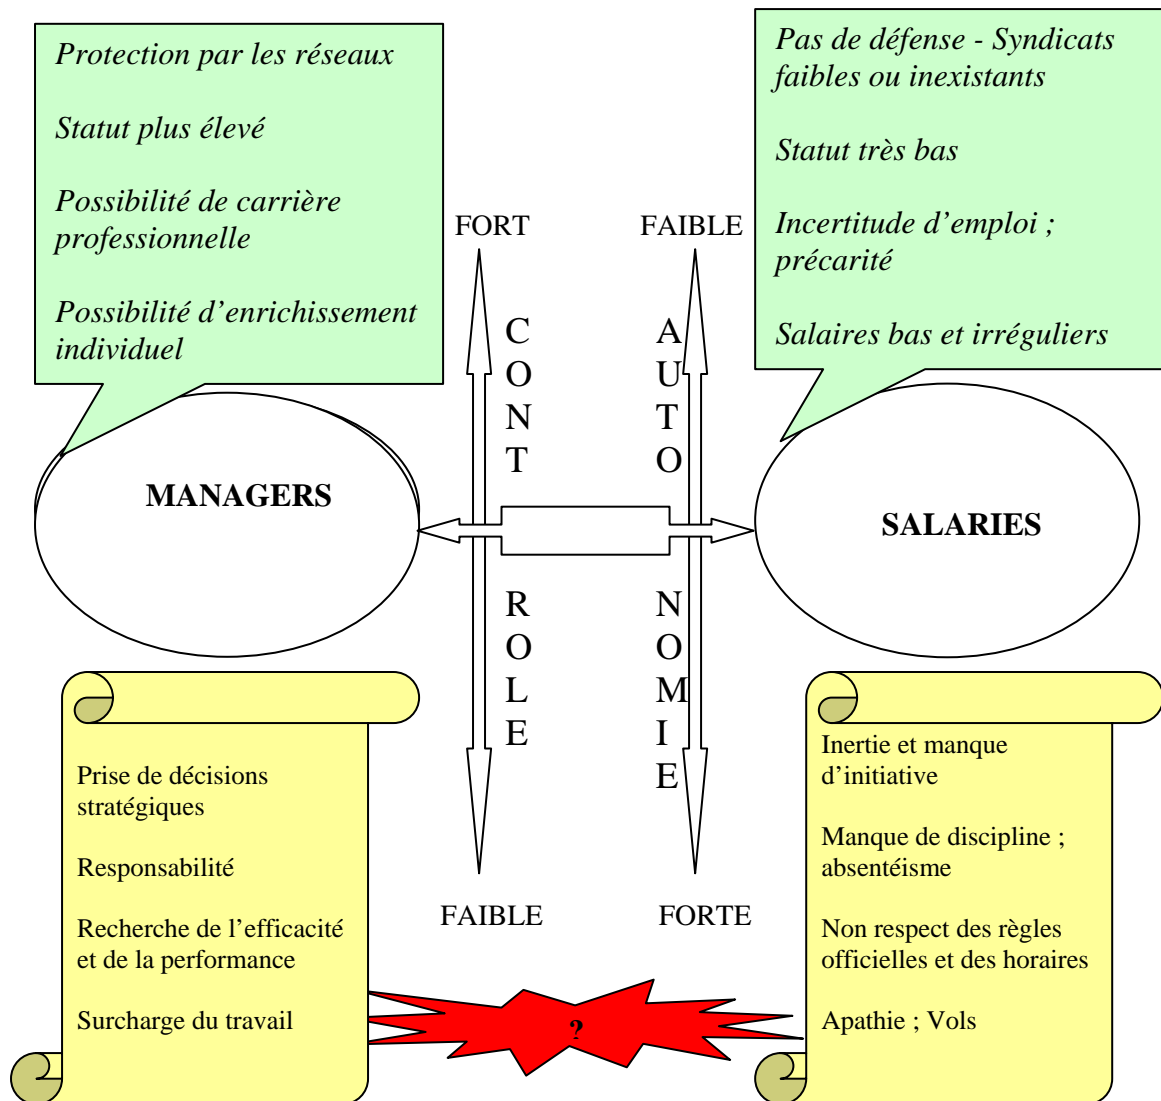 Protection par les réseaux
Statut plus élevé
Possibilité de carrière
professionnelle
Possibilité d'enrichissement
individuel
Pas de défense - Syndicats
faibles ou inexistants
Statut très bas
Incertitude d'emploi ;
précarité
Salaires bas et irréguliers
FORT
FAIBLE
C
O
N
T
R
O
L
E
A
U
T
O
N
O
M
I
E
MANAGERS
SALARIES
FAIBLE
FORTE
Prise de décisions
stratégiques
Responsabilité
Recherche de l'efficacité
et de la performance
Surcharge du travail
?
Inertie et manque
d'initiative
Manque de discipline ;
absentéisme
Non respect des règles
officielles et des horaires
Apathie ; Vols